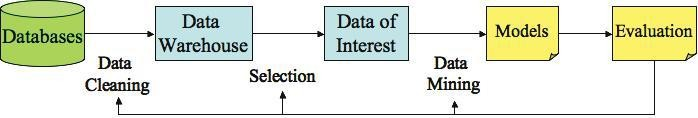 Databases
Data
Warehouse
Data of
Interest
Models
Evaluation
Data
Cleaning
Selection
Data
Mining